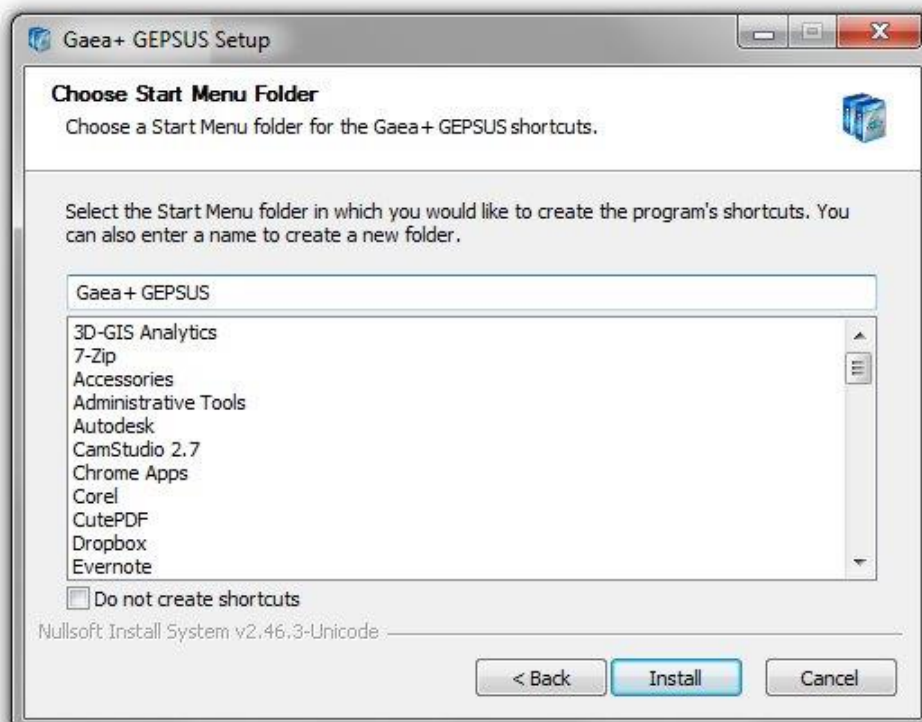 Gaea+ GEPSUS Setup
Choose Start Menu Folder
Choose a Start Menu folder for the Gaea+ GEPSUS shortcuts.
Select the Start Menu folder in which you would like to create the program's shortcuts. You
can also enter a name to create a new folder.
Gaea+ GEPSUS
3D-GIS Analytics
7-Zip
Accessories
Administrative Tools
Autodesk
CamStudio 2.7
Chrome Apps
Corel
CutePDF
Dropbox
Evernote
Do not create shortcuts
Nullsoft Install System v2.46.3-Unicode
< Back
Install
Cancel